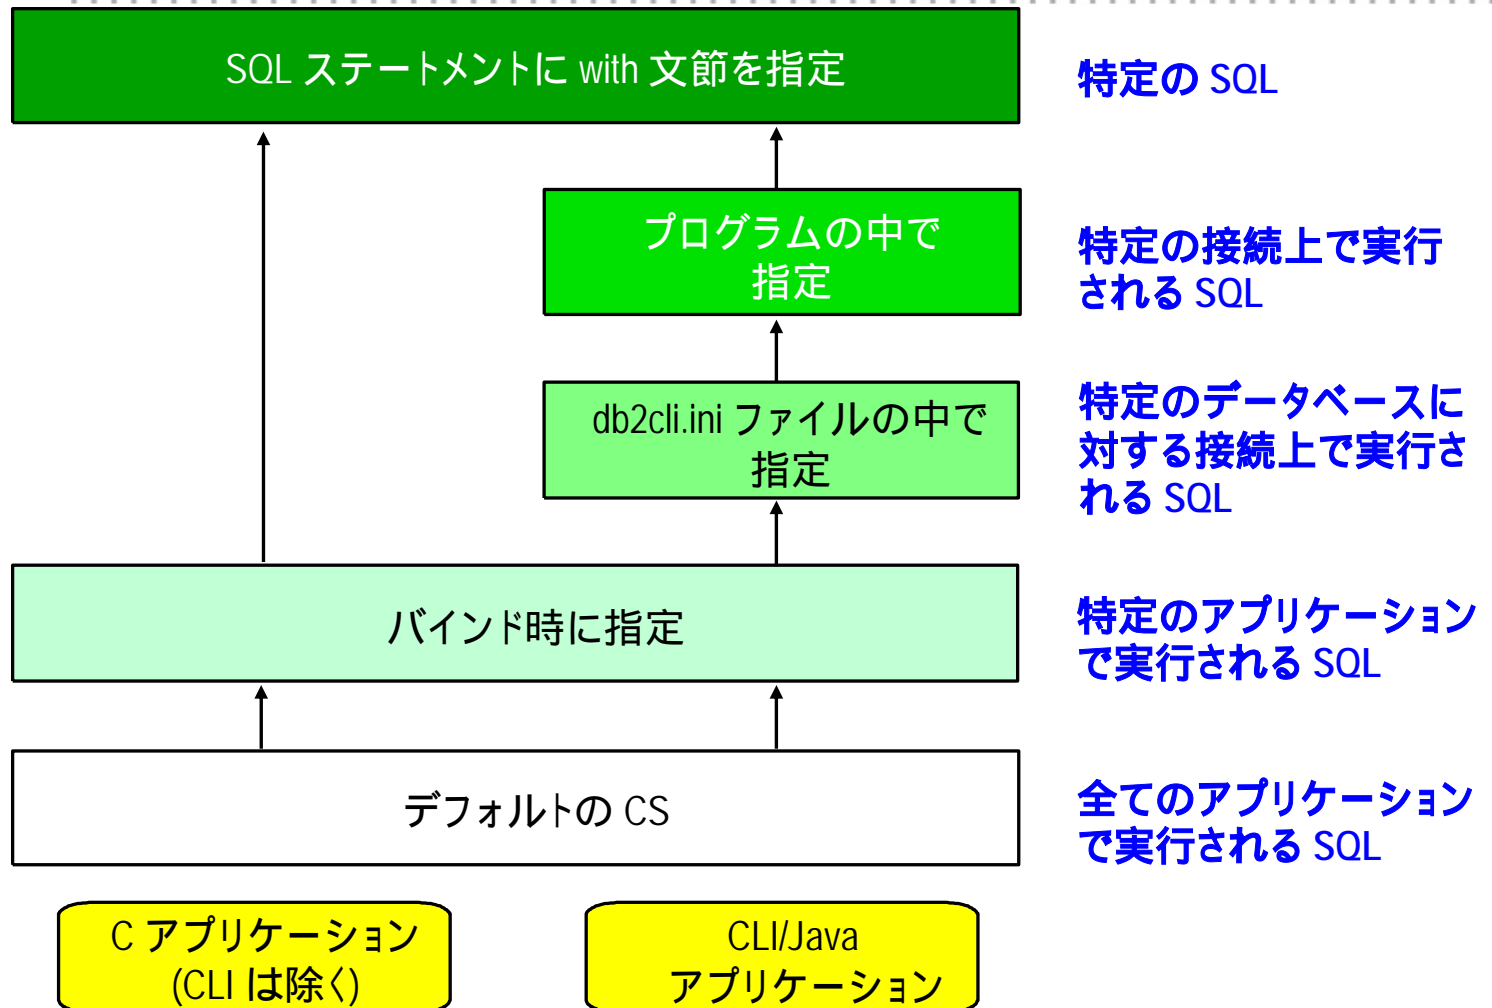 SQL ステートメントに with 文節を指定
特定の SQL
プログラムの中で
指定
特定の接続上で実行
される SQL
db2cli.ini ファイルの中で
指定
特定のデータベースに
対する接続上で実行さ
れる SQL
バインド時に指定
特定のアプリケーション
で実行される SQL
デフォルトの CS
全てのアプリケーション
で実行される SQL
C アプリケーション
(CLI は除く)
CLI/Java
アプリケーション